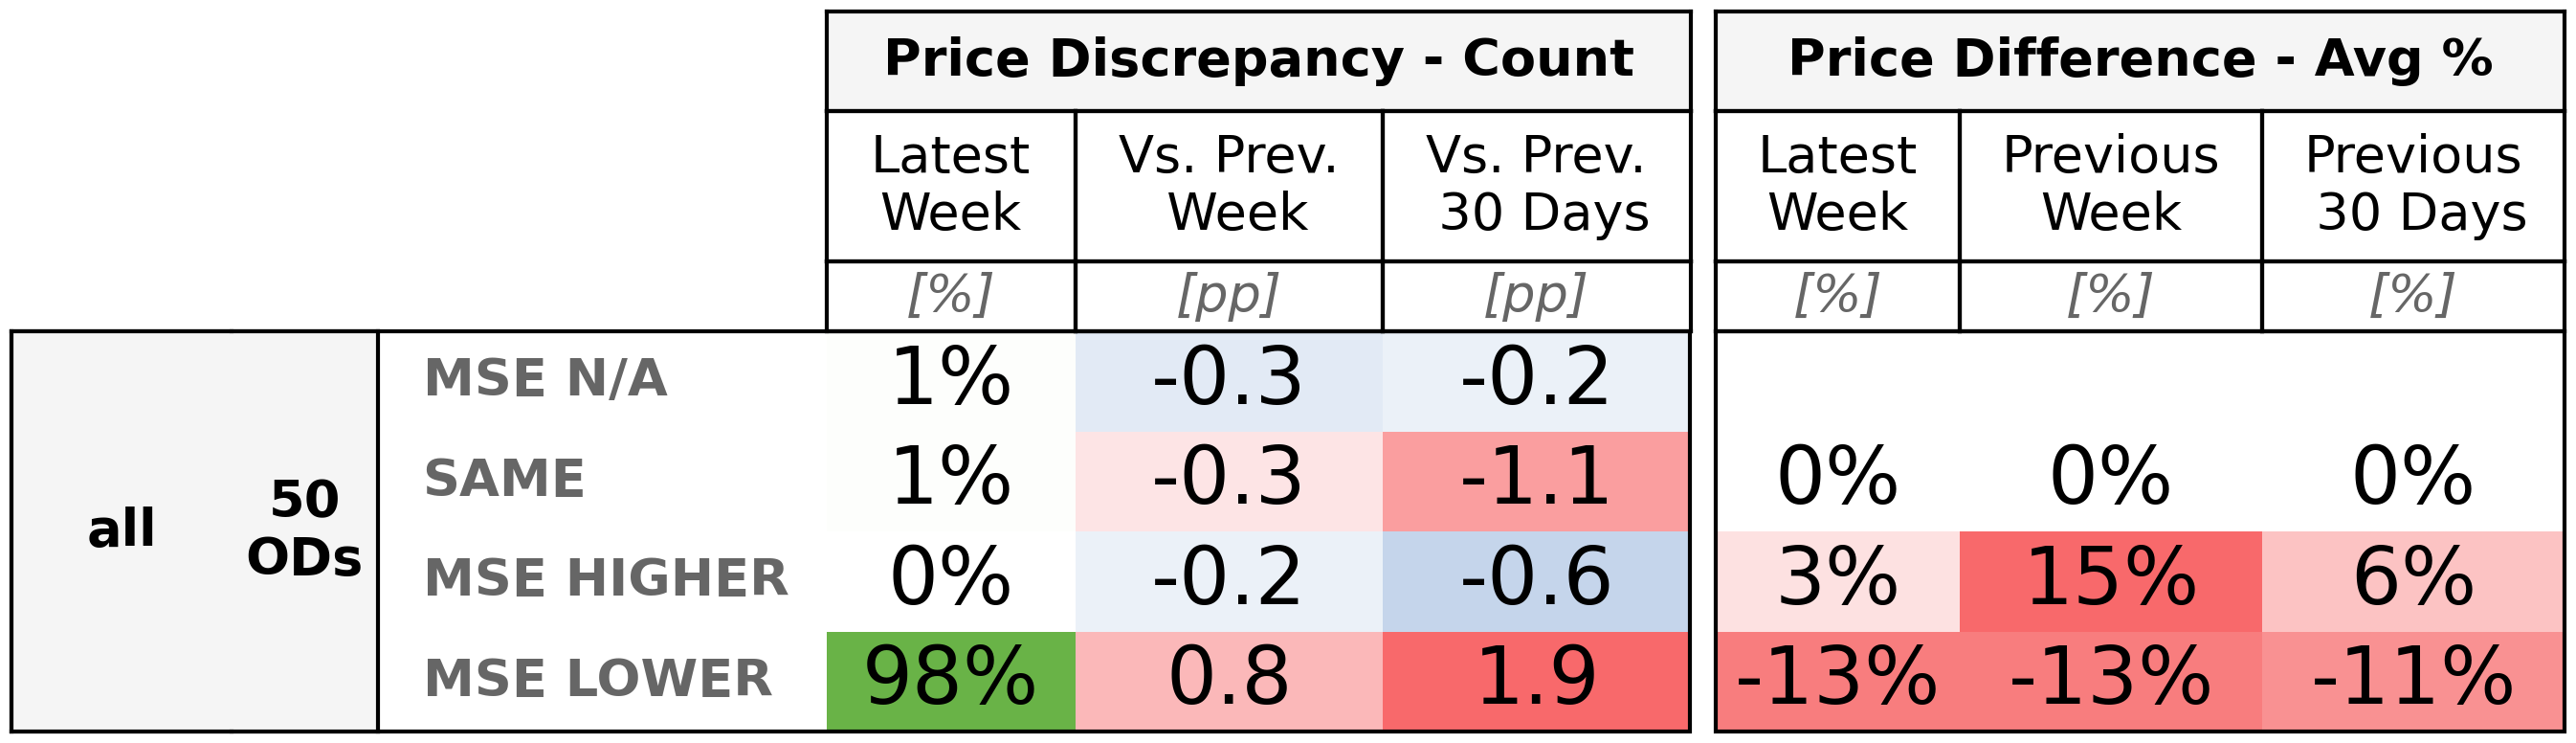 Price Discrepancy - Count Price Difference - Avg %
Latest Week Vs. Prev. Week Vs. Prev. 30 Days Latest Week Previous Week Previous 30 Days
[%] [pp] [pp] [%] [%] [%]
all 50 ODs
MSE N/A 1% -0.3 -0.2
SAME 1% -0.3 -1.1 0% 0% 0%
MSE HIGHER 0% -0.2 -0.6 3% 15% 6%
MSE LOWER 98% 0.8 1.9 -13% -13% -11%